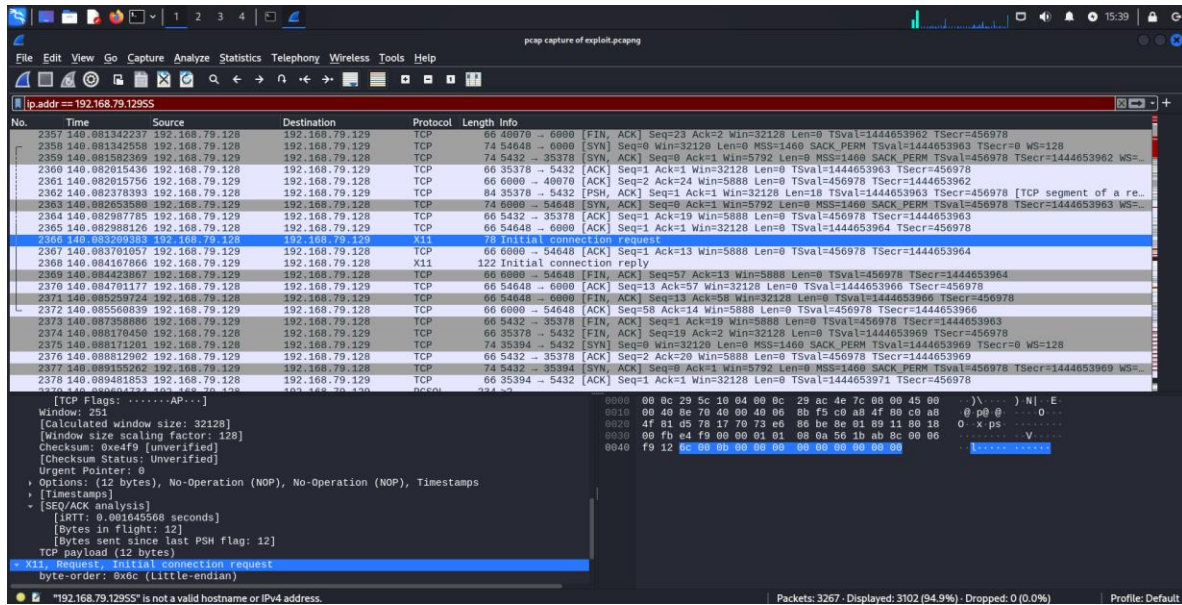 1 2 3 4
15:39
pcap capture of exploit.pcapng
File Edit View Go Capture Analyze Statistics Telephony Wireless Tools Help
ip.addr == 192.168.79.129SS
No. Time Source Destination Protocol Length Info
2357 140.081342237 192.168.79.128 192.168.79.129 TCP 66 40070 → 6000 [FIN, ACK] Seq=23 Ack=2 Win=32128 Len=0 TSval=1444653962 TSecr=456978
2358 140.081342558 192.168.79.128 192.168.79.129 TCP 74 54648 → 6000 [SYN] Seq=0 Win=32120 Len=0 MSS=1460 SACK_PERM TSval=1444653963 TSecr=0 WS=128
2359 140.081582369 192.168.79.129 192.168.79.128 TCP 74 5432 → 35378 [SYN, ACK] Seq=0 Ack=1 Win=5792 Len=0 MSS=1460 SACK_PERM TSval=456978 TSecr=1444653962 WS=…
2360 140.082015436 192.168.79.128 192.168.79.129 TCP 66 35378 → 5432 [ACK] Seq=1 Ack=1 Win=32128 Len=0 TSval=1444653963 TSecr=456978
2361 140.082015756 192.168.79.129 192.168.79.128 TCP 66 6000 → 40070 [ACK] Seq=2 Ack=24 Win=5888 Len=0 TSval=456978 TSecr=1444653962
2362 140.082378393 192.168.79.128 192.168.79.129 TCP 84 35378 → 5432 [PSH, ACK] Seq=1 Ack=1 Win=32128 Len=18 TSval=1444653963 TSecr=456978 [TCP segment of a re…
2363 140.082653580 192.168.79.129 192.168.79.128 TCP 74 6000 → 54648 [SYN, ACK] Seq=0 Ack=1 Win=5792 Len=0 MSS=1460 SACK_PERM TSval=456978 TSecr=1444653963 WS=…
2364 140.082987785 192.168.79.129 192.168.79.128 TCP 66 5432 → 35378 [ACK] Seq=1 Ack=19 Win=5888 Len=0 TSval=456978 TSecr=1444653963
2365 140.082988126 192.168.79.128 192.168.79.129 TCP 66 54648 → 6000 [ACK] Seq=1 Ack=1 Win=32128 Len=0 TSval=1444653964 TSecr=456978
2366 140.083209383 192.168.79.128 192.168.79.129 X11 78 Initial connection request
2367 140.083701057 192.168.79.129 192.168.79.128 TCP 66 6000 → 54648 [ACK] Seq=1 Ack=13 Win=5888 Len=0 TSval=456978 TSecr=1444653964
2368 140.084167866 192.168.79.129 192.168.79.128 X11 122 Initial connection reply
2369 140.084423867 192.168.79.129 192.168.79.128 TCP 66 6000 → 54648 [FIN, ACK] Seq=57 Ack=13 Win=5888 Len=0 TSval=456978 TSecr=1444653964
2370 140.084701177 192.168.79.128 192.168.79.129 TCP 66 54648 → 6000 [ACK] Seq=13 Ack=57 Win=32128 Len=0 TSval=1444653966 TSecr=456978
2371 140.085259724 192.168.79.128 192.168.79.129 TCP 66 54648 → 6000 [FIN, ACK] Seq=13 Ack=58 Win=32128 Len=0 TSval=1444653966 TSecr=456978
2372 140.085560839 192.168.79.129 192.168.79.128 TCP 66 6000 → 54648 [ACK] Seq=58 Ack=14 Win=5888 Len=0 TSval=456978 TSecr=1444653966
2373 140.087358886 192.168.79.129 192.168.79.128 TCP 66 5432 → 35378 [FIN, ACK] Seq=1 Ack=19 Win=5888 Len=0 TSval=456978 TSecr=1444653963
2374 140.088170450 192.168.79.128 192.168.79.129 TCP 66 35378 → 5432 [FIN, ACK] Seq=19 Ack=2 Win=32128 Len=0 TSval=1444653969 TSecr=456978
2375 140.088171201 192.168.79.128 192.168.79.129 TCP 74 35394 → 5432 [SYN] Seq=0 Win=32120 Len=0 MSS=1460 SACK_PERM TSval=1444653969 TSecr=0 WS=128
2376 140.088812902 192.168.79.129 192.168.79.128 TCP 66 5432 → 35378 [ACK] Seq=2 Ack=20 Win=5888 Len=0 TSval=456978 TSecr=1444653969
2377 140.089155262 192.168.79.129 192.168.79.128 TCP 74 5432 → 35394 [SYN, ACK] Seq=0 Ack=1 Win=5792 Len=0 MSS=1460 SACK_PERM TSval=456978 TSecr=1444653969 WS=…
2378 140.089481853 192.168.79.128 192.168.79.129 TCP 66 35394 → 5432 [ACK] Seq=1 Ack=1 Win=32128 Len=0 TSval=1444653971 TSecr=456978
[TCP Flags: ·······AP···]
Window: 251
[Calculated window size: 32128]
[Window size scaling factor: 128]
Checksum: 0xe4f9 [unverified]
[Checksum Status: Unverified]
Urgent Pointer: 0
Options: (12 bytes), No-Operation (NOP), No-Operation (NOP), Timestamps
[Timestamps]
[SEQ/ACK analysis]
[iRTT: 0.001645568 seconds]
[Bytes in flight: 12]
[Bytes sent since last PSH flag: 12]
TCP payload (12 bytes)
X11, Request, Initial connection request
byte-order: 0x6c (Little-endian)
0000 00 0c 29 5c 10 04 00 0c 29 ac 4e 7c 08 00 45 00 ··)\···· )·N|··E·
0010 00 40 8e 70 40 00 40 06 8b f5 c0 a8 4f 80 c0 a8 ·@·p@·@· ····O···
0020 4f 81 d5 78 17 70 73 e6 86 be 8e 01 89 11 80 18 O··x·ps· ········
0030 00 fb e4 f9 00 00 01 01 08 0a 56 1b ab 8c 00 06 ········ ··V·····
0040 f9 12 6c 00 0b 00 00 00 00 00 00 00 00 00 ··l····· ······
"192.168.79.129SS" is not a valid hostname or IPv4 address.
Packets: 3267 · Displayed: 3102 (94.9%) · Dropped: 0 (0.0%)
Profile: Default